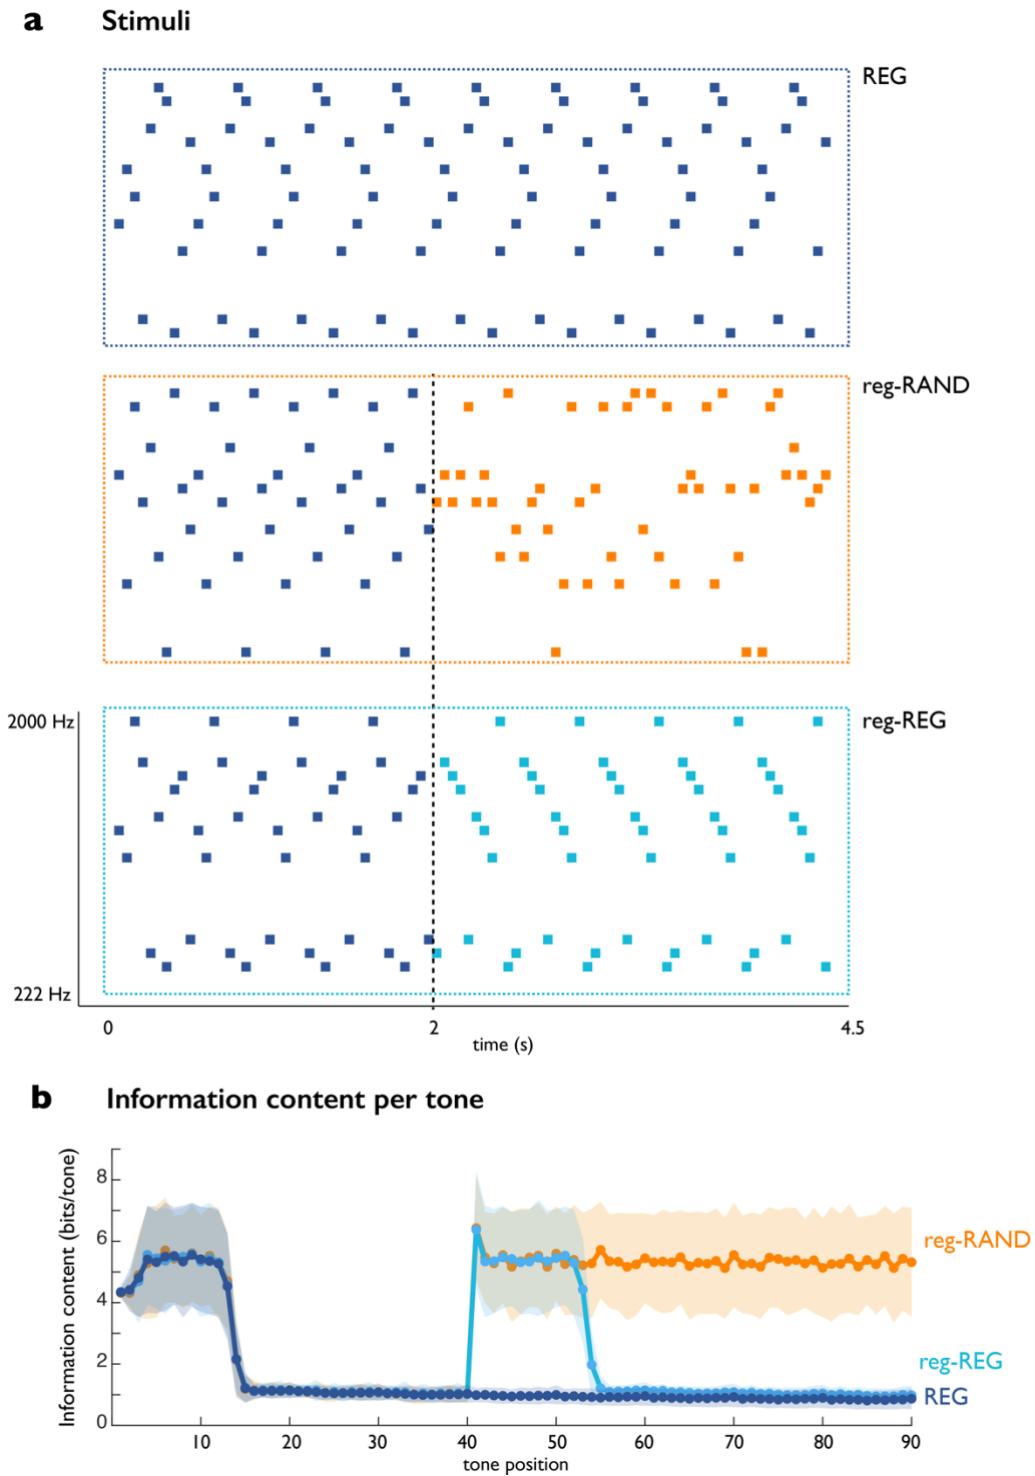 a Stimuli
REG
reg-RAND
2000 Hz
reg-REG
222 Hz
0 2 4.5
time (s)
b Information content per tone
Information content (bits/tone)
8
6
4
2
0
reg-RAND
reg-REG
REG
10 20 30 40 50 60 70 80 90
tone position